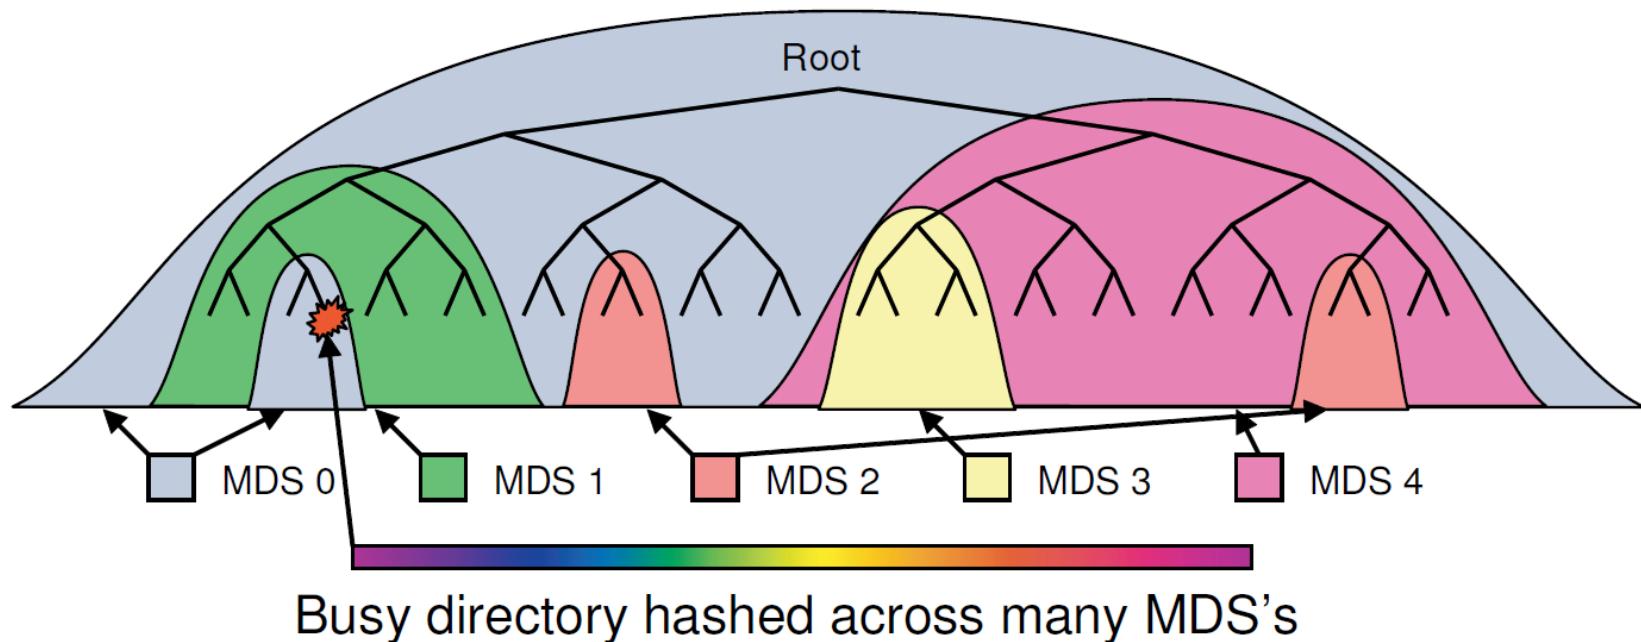 Root
MDS 0 MDS 1 MDS 2 MDS 3 MDS 4
Busy directory hashed across many MDS's